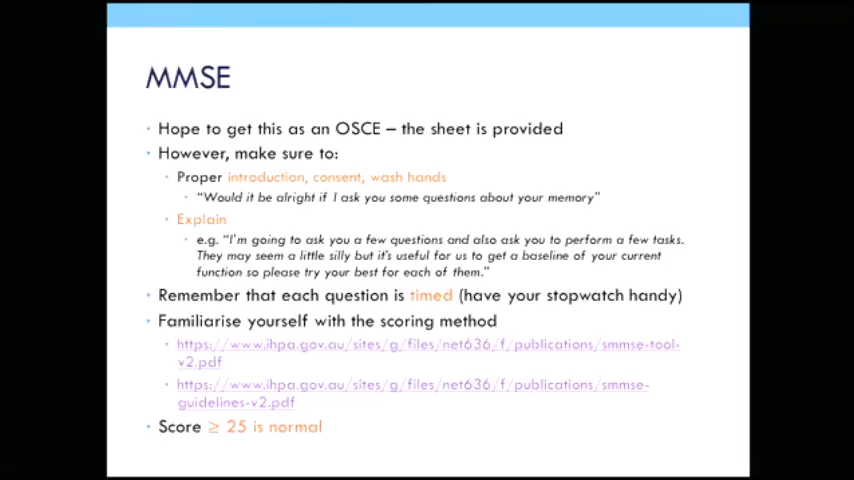 MMSE
Hope to get this as an OSCE – the sheet is provided
However, make sure to:
Proper introduction, consent, wash hands
“Would it be alright if I ask you some questions about your memory”
Explain
e.g. “I’m going to ask you a few questions and also ask you to perform a few tasks.
They may seem a little silly but it’s useful for us to get a baseline of your current
function so please try your best for each of them.”
Remember that each question is timed (have your stopwatch handy)
Familiarise yourself with the scoring method
https://www.ihpa.gov.au/sites/g/files/net636/f/publications/smmse-tool-
v2.pdf
https://www.ihpa.gov.au/sites/g/files/net636/f/publications/smmse-
guidelines-v2.pdf
Score ≥ 25 is normal